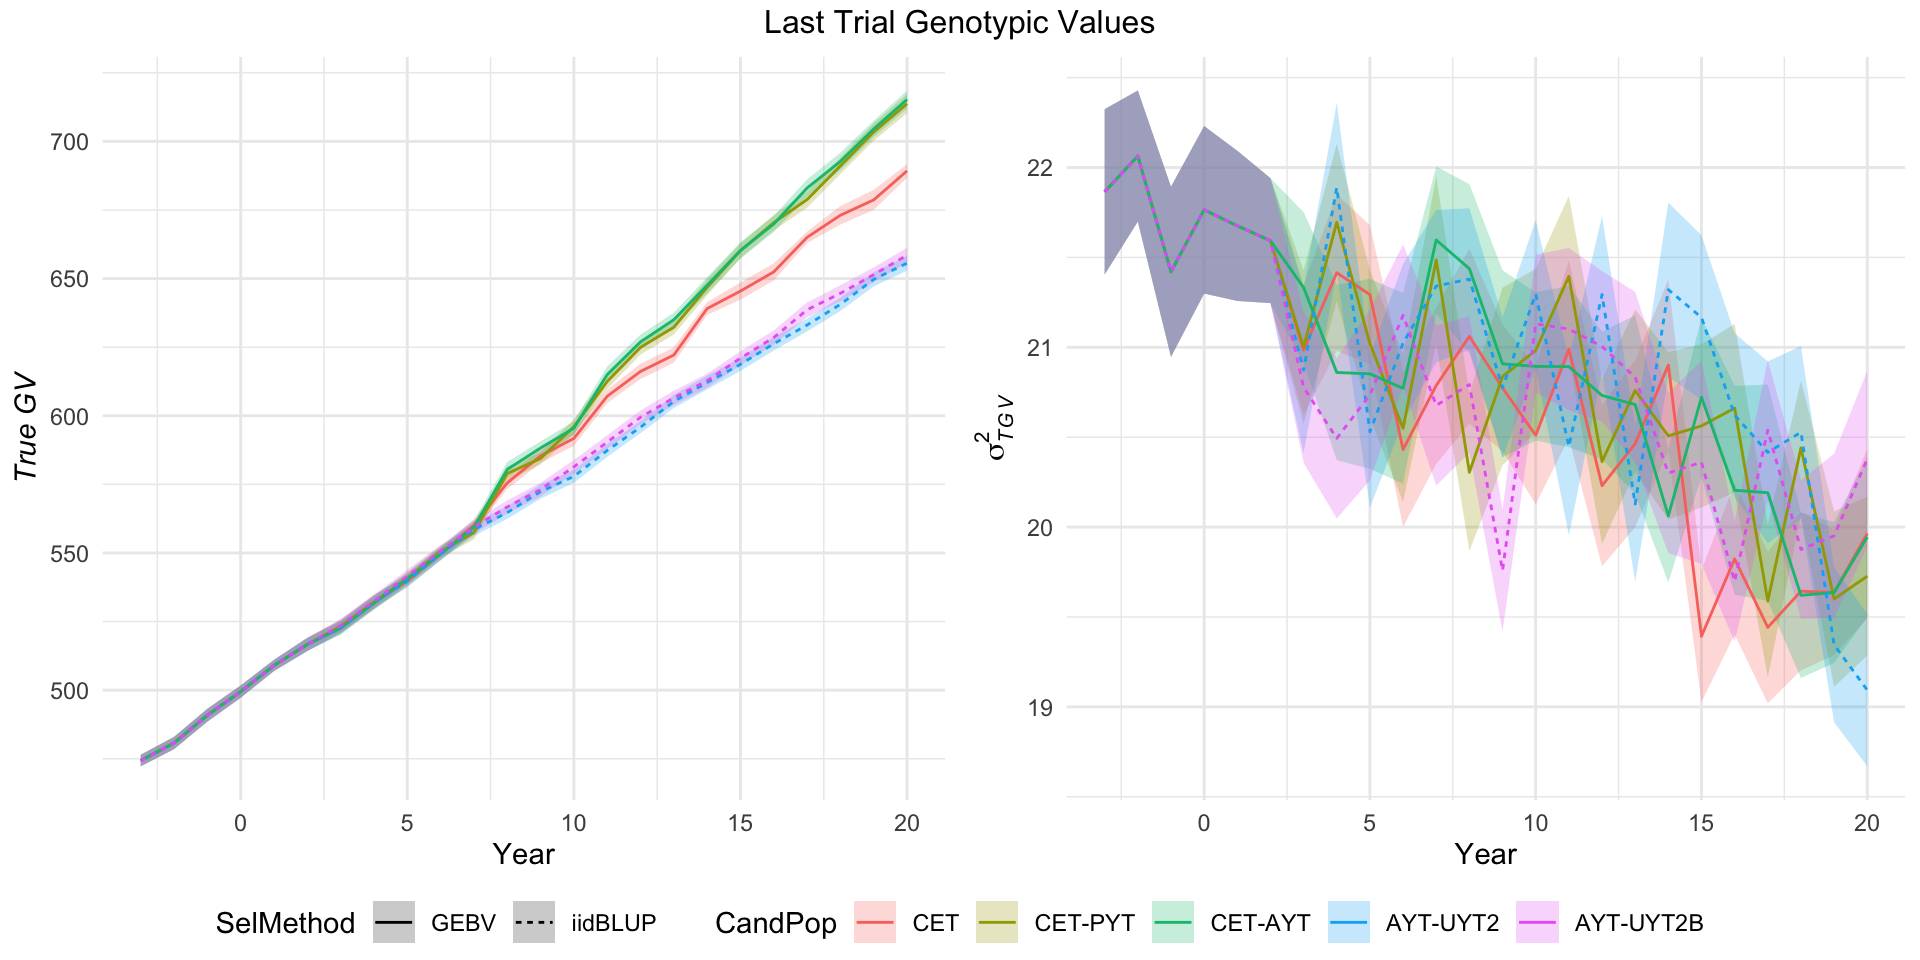 Last Trial Genotypic Values
True GV
700
650
600
550
500
0 5 10 15 20
Year
σ²TGV
22
21
20
19
0 5 10 15 20
Year
SelMethod GEBV iidBLUP CandPop CET CET-PYT CET-AYT AYT-UYT2 AYT-UYT2B